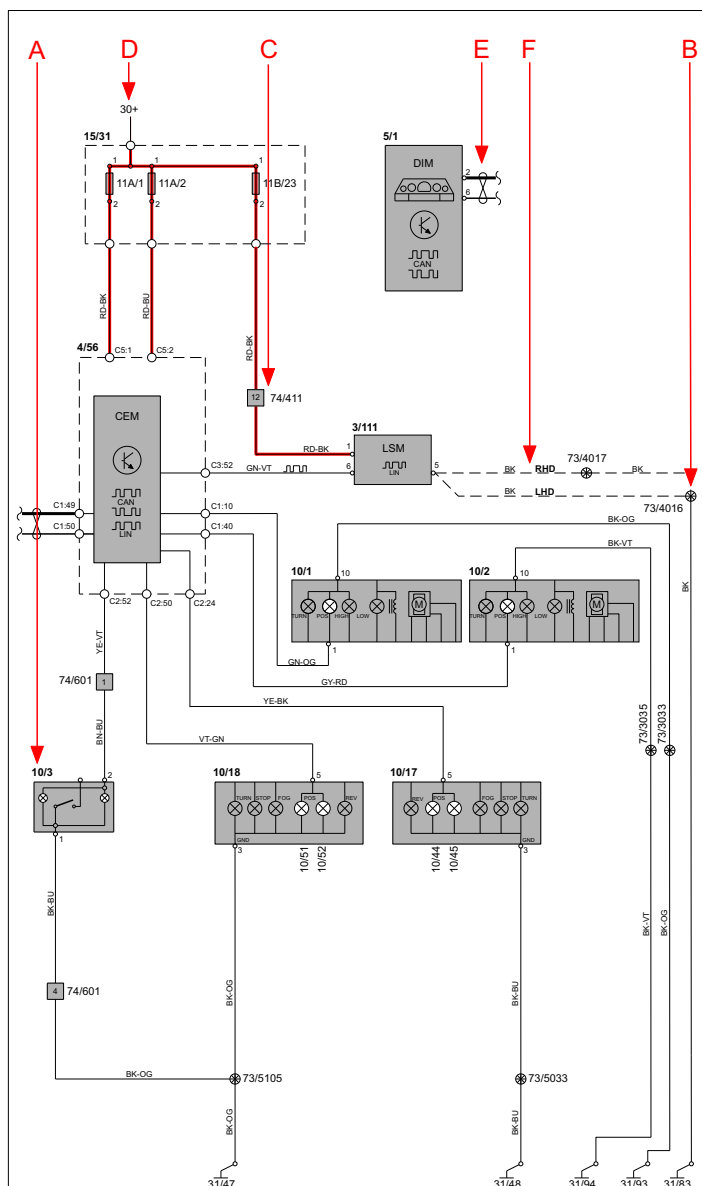 A D C E F B
30+
15/31
5/1
1 1 1
11A/1 11A/2 11B/23
2 2 2
DIM
CAN
2
6
RD-BK RD-BU RD-BK
4/56
C5:1 C5:2
12 74/411
CEM
CAN
LIN
3/111
RD-BK 1
LSM
LIN
C3:52 GN-VT 6
5
BK RHD 73/4017 BK
BK LHD
73/4016
C1:49
C1:50
C1:10
C1:40
BK-OG
BK-VT
BK
C2:52 C2:50 C2:24
10/1 10
TURN POS HIGH LOW M
1
10/2 10
TURN POS HIGH LOW M
1
YE-VT
GN-OG
GY-RD
74/601 1
YE-BK
BN-BU
VT-GN
73/3035 73/3033
10/3 2
1
10/18 5
TURN STOP FOG POS REV
GND
3
10/51 10/52
10/17 5
REV POS FOG STOP TURN
GND
3
10/44 10/45
BK-BU
BK-VT BK-OG
4 74/601
BK-OG
BK-BU
BK-OG
73/5105
73/5033
BK-OG
BK-BU
31/47 31/48 31/94 31/93 31/83